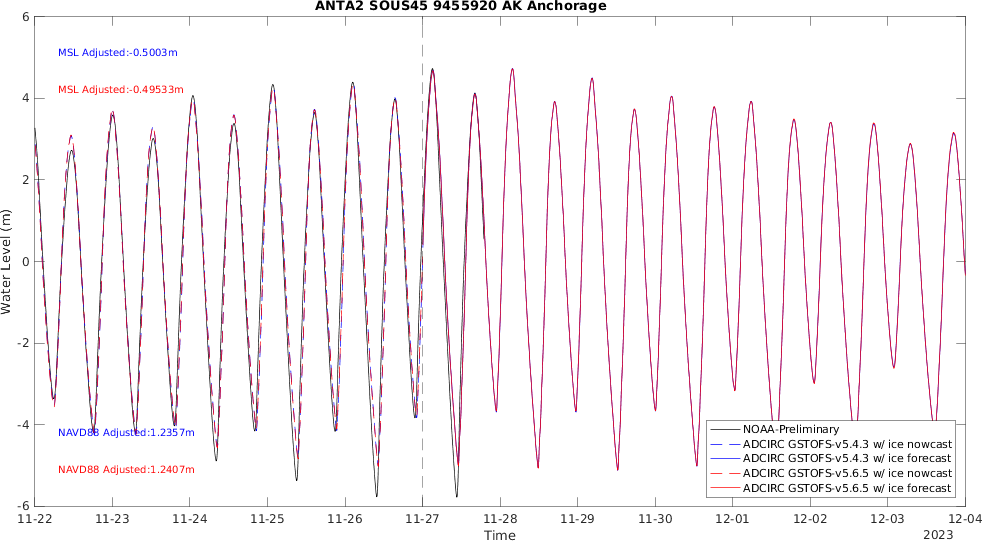 ANTA2 SOUS45 9455920 AK Anchorage
6
MSL Adjusted:-0.5003m
MSL Adjusted:-0.49533m
4
2
0
-2
-4
-6
Water Level (m)
NAVD88 Adjusted:1.2357m
NAVD88 Adjusted:1.2407m
NOAA-Preliminary
ADCIRC GSTOFS-v5.4.3 w/ ice nowcast
ADCIRC GSTOFS-v5.4.3 w/ ice forecast
ADCIRC GSTOFS-v5.6.5 w/ ice nowcast
ADCIRC GSTOFS-v5.6.5 w/ ice forecast
11-22 11-23 11-24 11-25 11-26 11-27 11-28 11-29 11-30 12-01 12-02 12-03 12-04
Time 2023